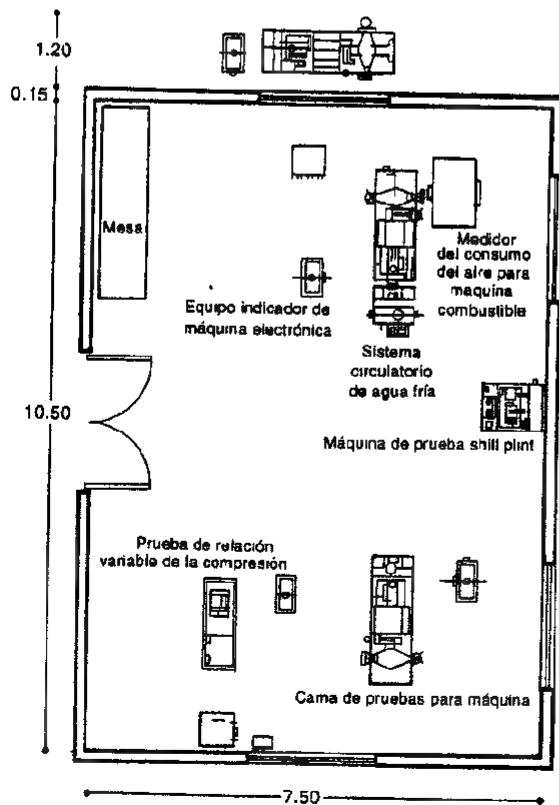 1.20
0.15
Mesa
Medidor
del consumo
del aire para
maquina
combustible
Equipo indicador de
máquina electrónica
Sistema
circulatorio
de agua fría
10.50
Máquina de prueba shill plint
Prueba de relación
variable de la compresión
Cama de pruebas para máquina
7.50